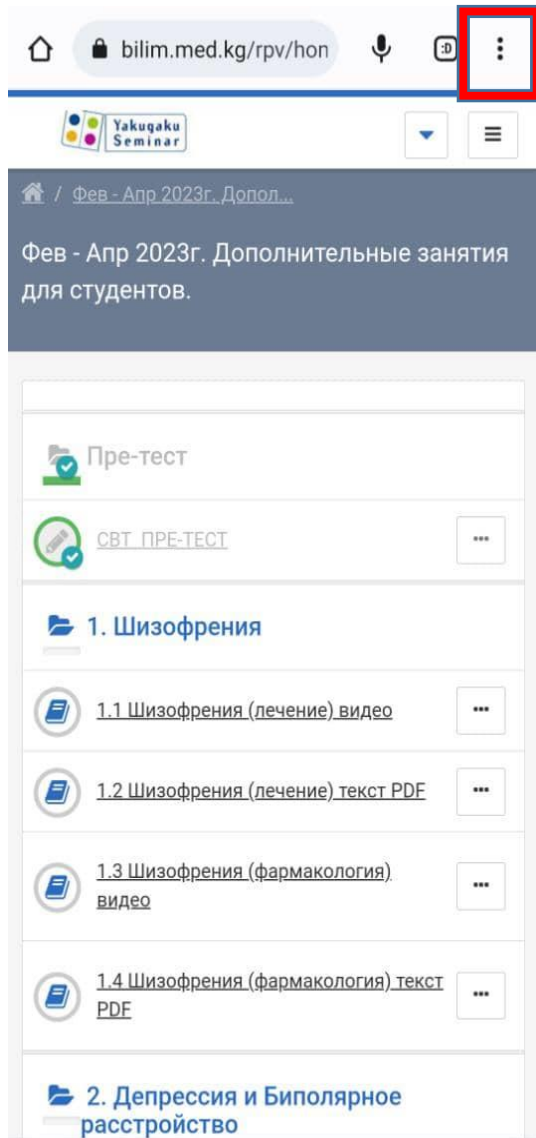 bilim.med.kg/rpv/hon
:D
Yakugaku
Seminar
/ Фев - Апр 2023г. Допол...
Фев - Апр 2023г. Дополнительные занятия
для студентов.
Пре-тест
СВТ ПРЕ-ТЕСТ
1. Шизофрения
1.1 Шизофрения (лечение) видео
1.2 Шизофрения (лечение) текст PDF
1.3 Шизофрения (фармакология)
видео
1.4 Шизофрения (фармакология) текст
PDF
2. Депрессия и Биполярное
расстройство